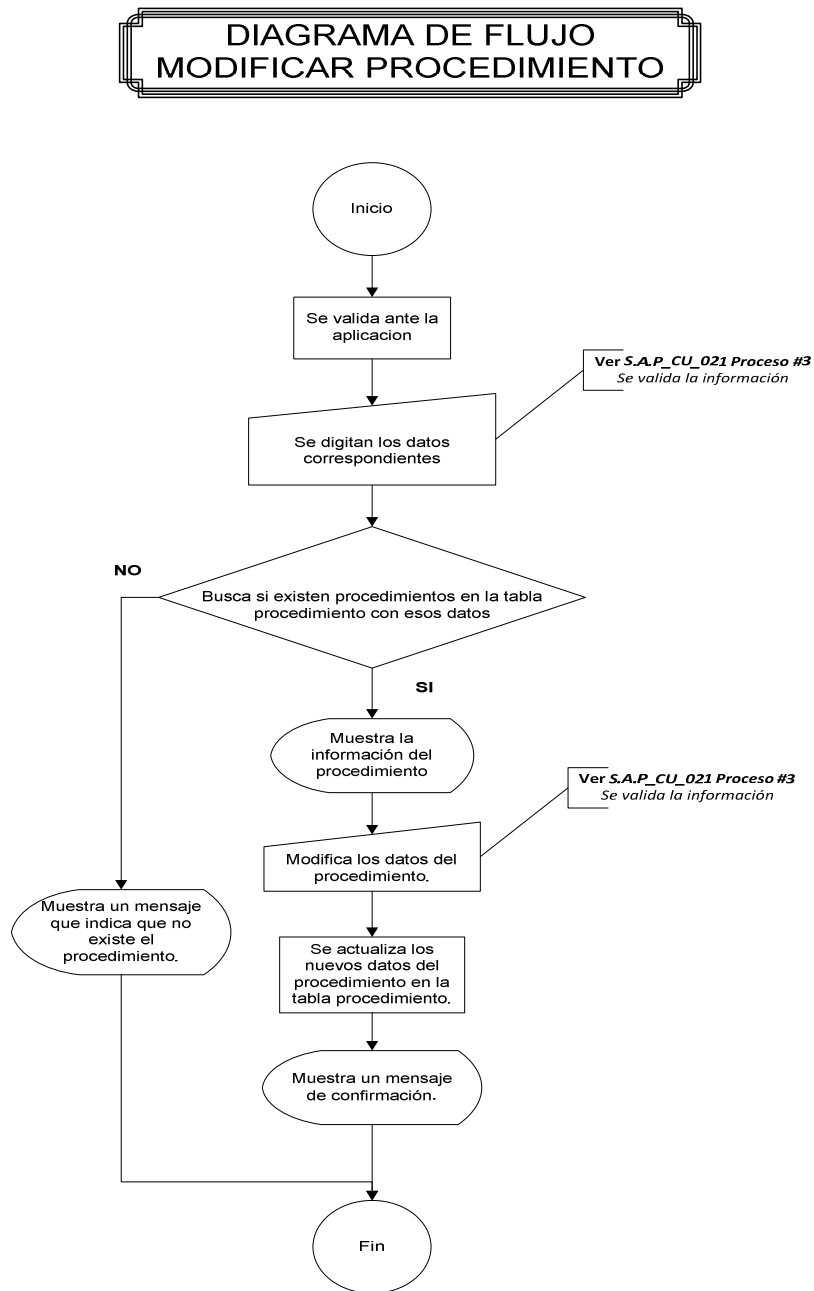 DIAGRAMA DE FLUJO
MODIFICAR PROCEDIMIENTO
Inicio
Se valida ante la
aplicacion
Ver S.A.P_CU_021 Proceso #3
Se valida la información
Se digitan los datos
correspondientes
NO
Busca si existen procedimientos en la tabla
procedimiento con esos datos
SI
Muestra la
información del
procedimiento
Ver S.A.P_CU_021 Proceso #3
Se valida la información
Modifica los datos del
procedimiento.
Muestra un mensaje
que indica que no
existe el
procedimiento.
Se actualiza los
nuevos datos del
procedimiento en la
tabla procedimiento.
Muestra un mensaje
de confirmación.
Fin